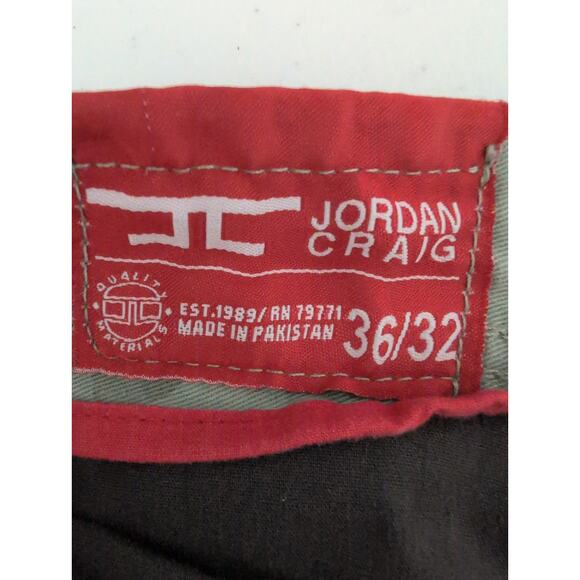 JORDAN
CRAIG
QUALITY
MATERIALS
EST.1989/RN 79771
MADE IN PAKISTAN
36/32